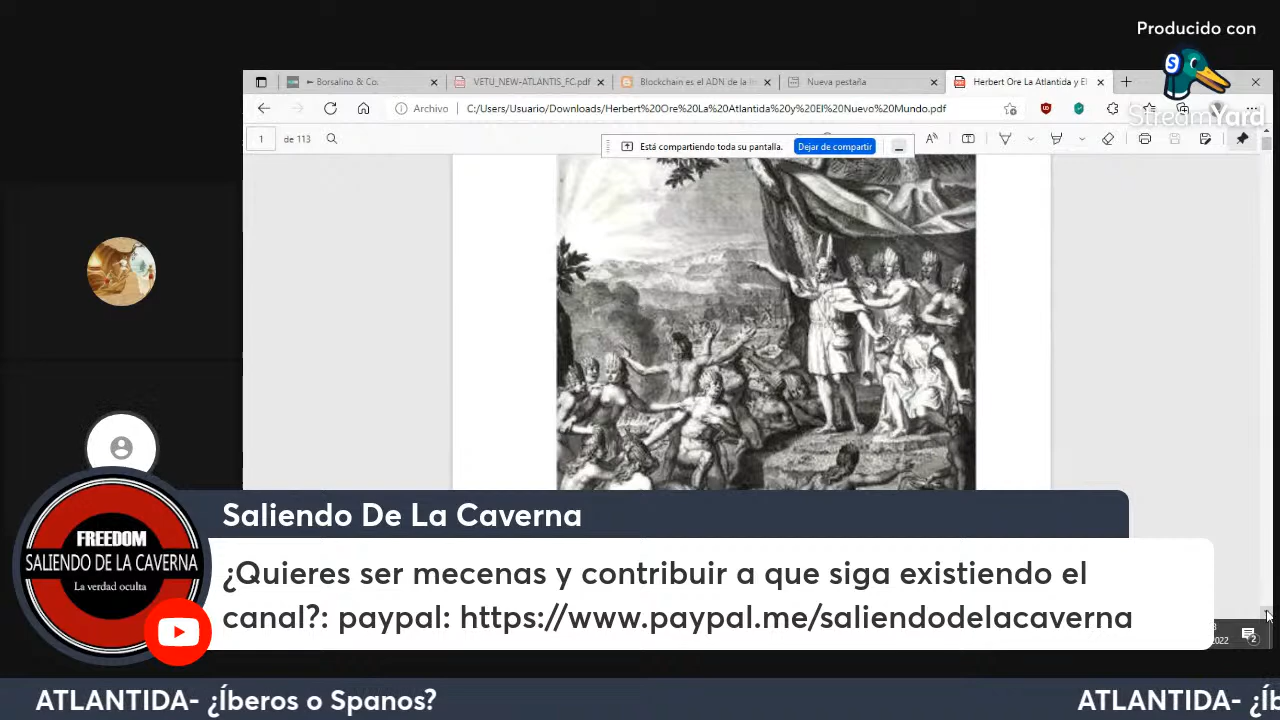 Producido con
StreamYard
Borsalino & Co.
VETU_NEW-ATLANTIS_FC.pdf
Blockchain es el ADN de la
Nueva pestaña
Herbert Ore La Atlantida y El
Archivo
C:/Users/Usuario/Downloads/Herbert%20Ore%20La%20Atlantida%20y%20El%20Nuevo%20Mundo.pdf
1 de 113
Está compartiendo toda su pantalla.
Dejar de compartir
Saliendo De La Caverna
FREEDOM
SALIENDO DE LA CAVERNA
La verdad oculta
¿Quieres ser mecenas y contribuir a que siga existiendo el
canal?: paypal: https://www.paypal.me/saliendodelacaverna
2022
2
ATLANTIDA- ¿Íberos o Spanos?
ATLANTIDA- ¿Íb